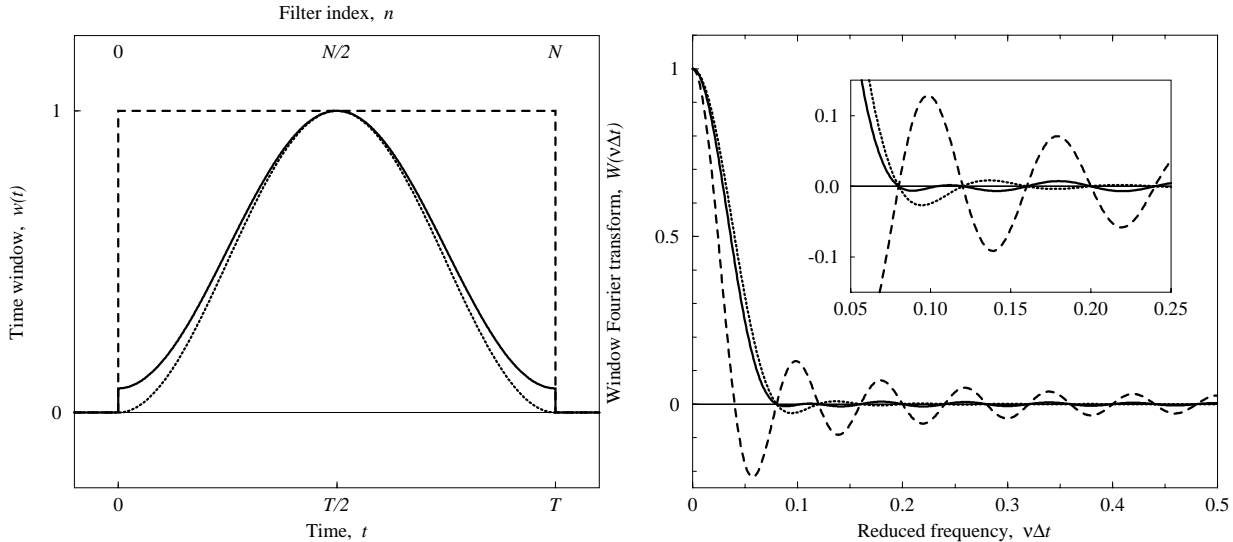 Filter index, n
0 N/2 N
1
0
Time window, w(t)
0 T/2 T
Time, t
Window Fourier transform, W(νΔt)
1
0.5
0
0 0.1 0.2 0.3 0.4 0.5
Reduced frequency, νΔt
0.1
0.0
-0.1
0.05 0.10 0.15 0.20 0.25